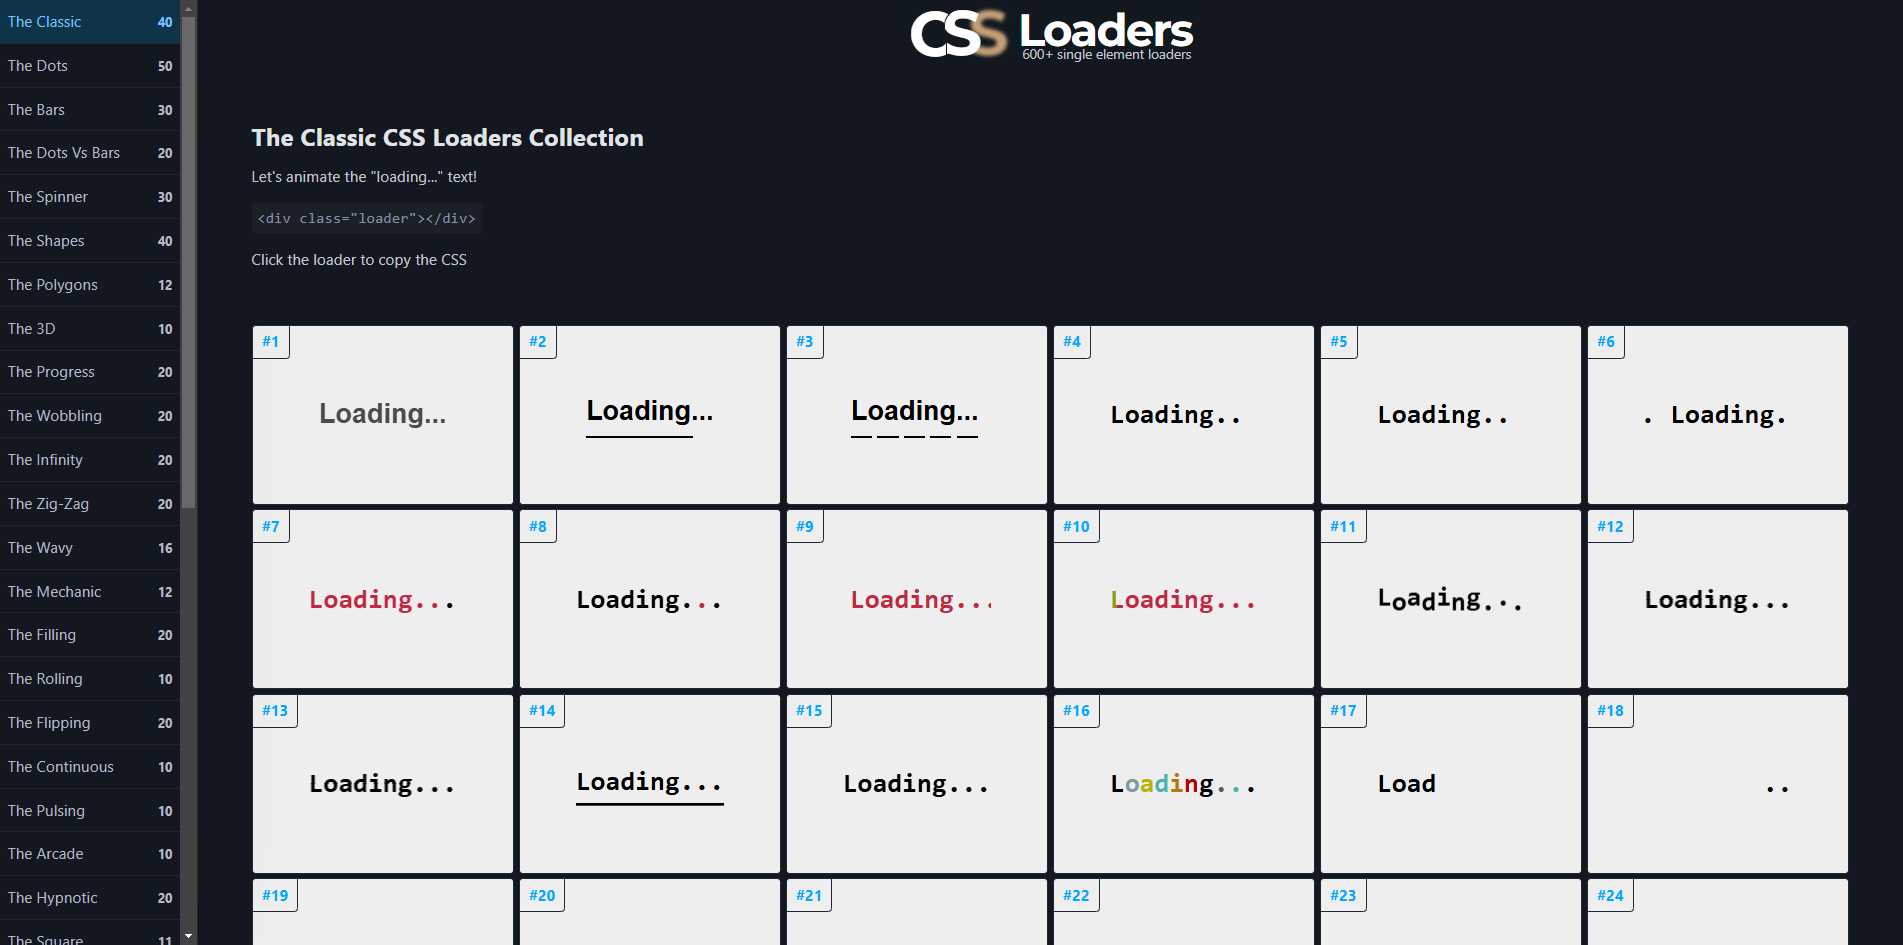 The Classic 40
The Dots 50
The Bars 30
The Dots Vs Bars 20
The Spinner 30
The Shapes 40
The Polygons 12
The 3D 10
The Progress 20
The Wobbling 20
The Infinity 20
The Zig-Zag 20
The Wavy 16
The Mechanic 12
The Filling 20
The Rolling 10
The Flipping 20
The Continuous 10
The Pulsing 10
The Arcade 10
The Hypnotic 20
The Square 11
CSS Loaders
600+ single element loaders
The Classic CSS Loaders Collection
Let's animate the "loading..." text!
<div class="loader"></div>
Click the loader to copy the CSS
#1
Loading...
#2
Loading...
#3
Loading...
#4
Loading..
#5
Loading..
#6
. Loading.
#7
Loading...
#8
Loading...
#9
Loading...
#10
Loading...
#11
Loading...
#12
Loading...
#13
Loading...
#14
Loading...
#15
Loading...
#16
Loading...
#17
Load
#18
..
#19
#20
#21
#22
#23
#24